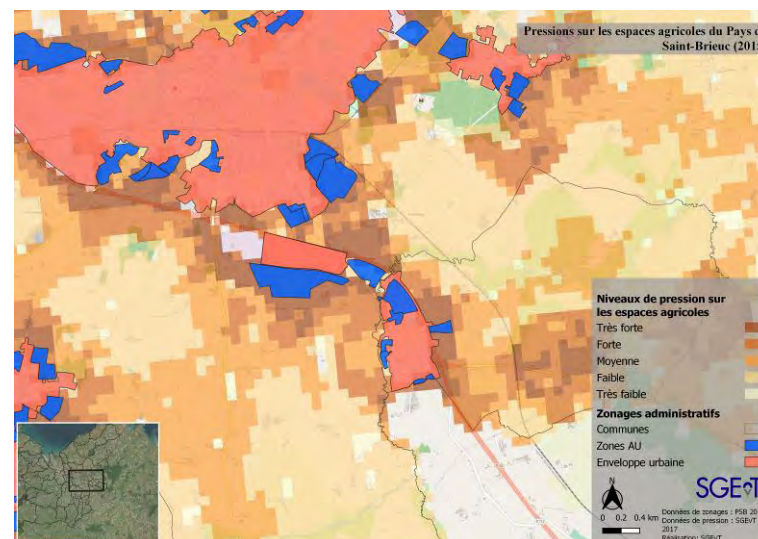 Pressions sur les espaces agricoles du Pays d
Saint-Brieuc (2015
Niveaux de pression sur
les espaces agricoles
Très forte
Forte
Moyenne
Faible
Très faible
Zonages administratifs
Communes
Zones AU
Enveloppe urbaine
SGEvT
N
0 0.2 0.4 km
Données de zonages : PSB 20
Données de pression : SGEvT
2017
Réalisation: SGEvT